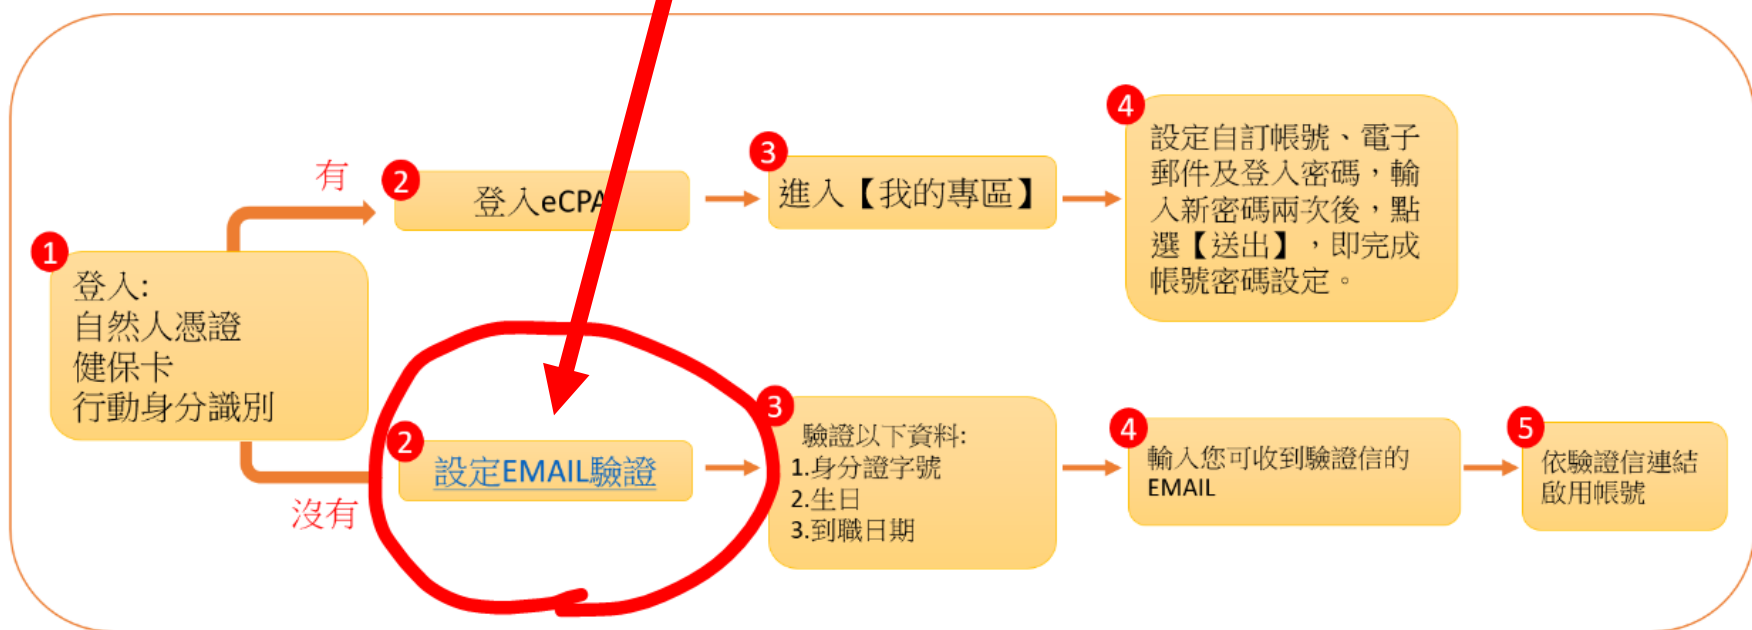 1
登入:
自然人憑證
健保卡
行動身分識別
有
2
登入eCPA
3
進入【我的專區】
4
設定自訂帳號、電子
郵件及登入密碼，輸
入新密碼兩次後，點
選【送出】，即完成
帳號密碼設定。
沒有
2
設定EMAIL驗證
3
驗證以下資料:
1.身分證字號
2.生日
3.到職日期
4
輸入您可收到驗證信的
EMAIL
5
依驗證信連結
啟用帳號